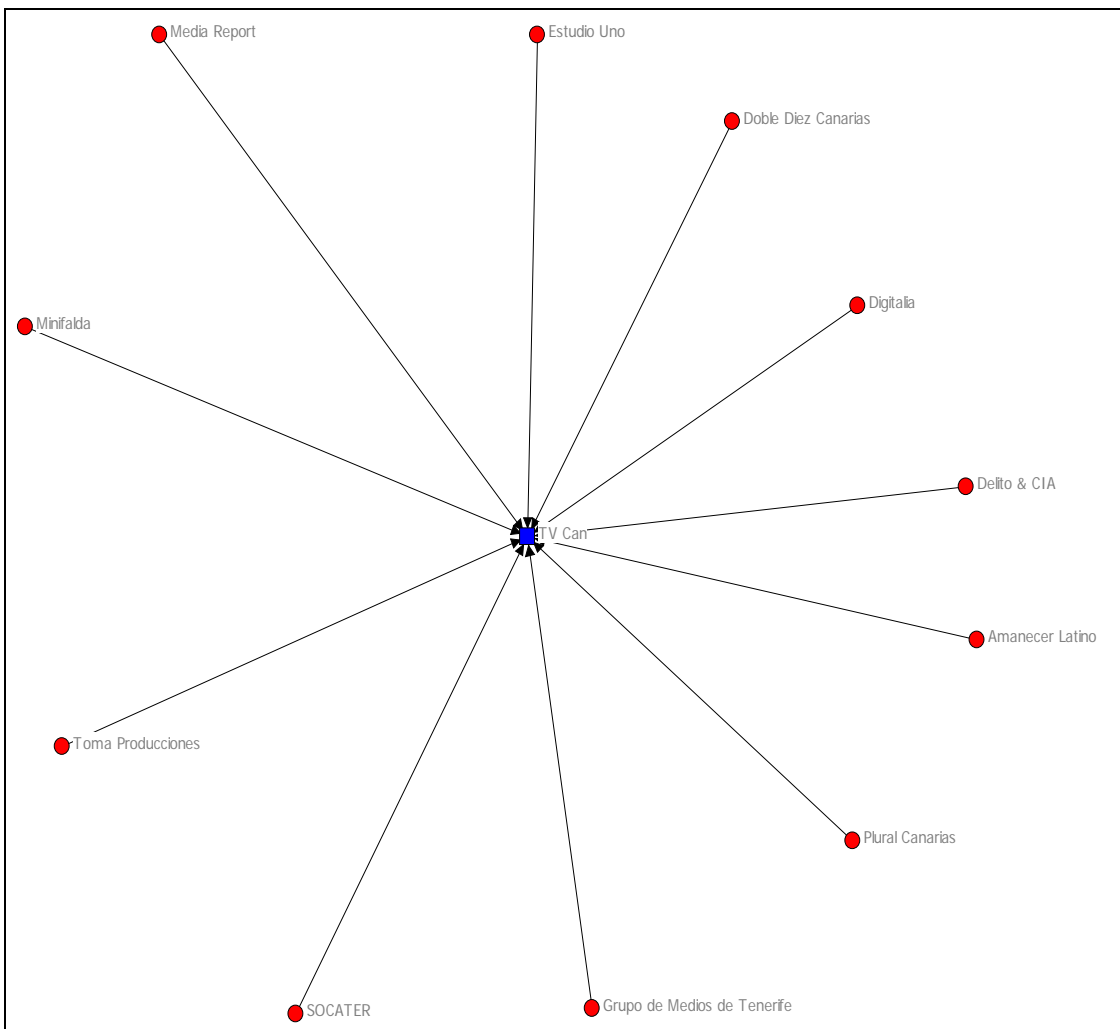 Media Report
Estudio Uno
Doble Diez Canarias
Digitalia
Minifalda
Delito & CIA
TV Can
Amanecer Latino
Toma Producciones
Plural Canarias
Grupo de Medios de Tenerife
SOCATER